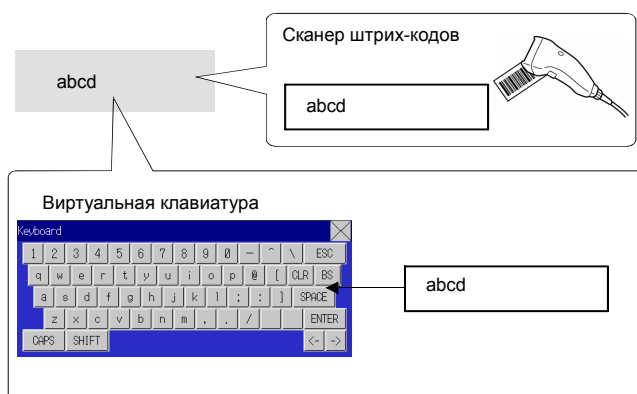 Сканер штрих-кодов
abcd
abcd
Виртуальная клавиатура
Keyboard
1 2 3 4 5 6 7 8 9 0 - ^ \ ESC
q w e r t y u i o p @ [ CLR BS
a s d f g h j k l ; : ] SPACE
abcd
z x c v b n m , . / ENTER
CAPS SHIFT <- ->